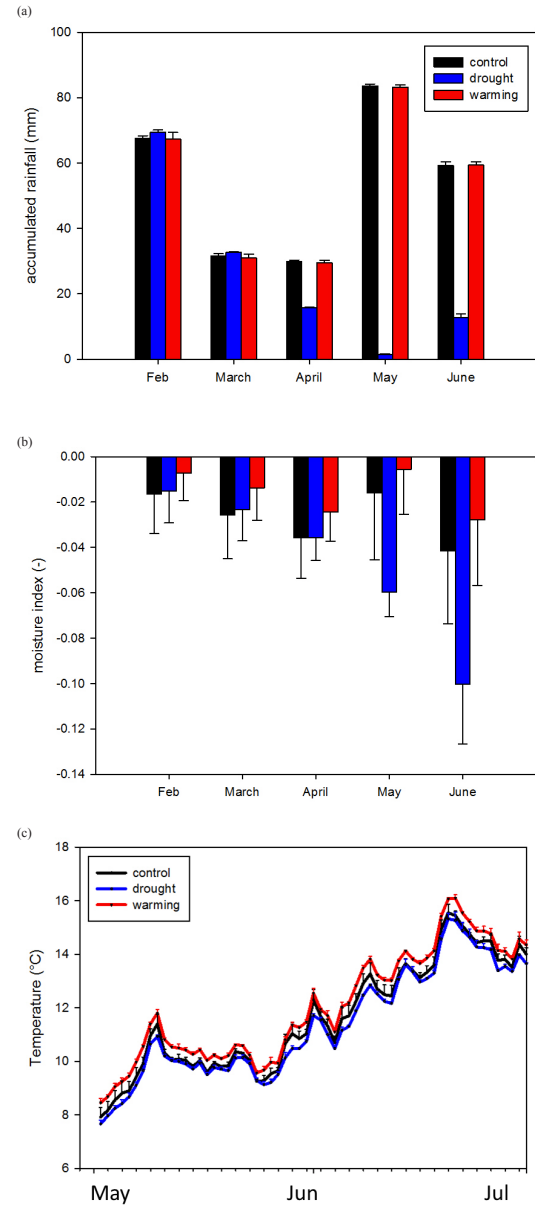 (a)
100
80
60
40
20
0
accumulated rainfall (mm)
control
drought
warming
Feb March April May June
(b)
0.00
-0.02
-0.04
-0.06
-0.08
-0.10
-0.12
-0.14
moisture index (-)
Feb March April May June
(c)
18
16
14
12
10
8
6
Temperature (°C)
control
drought
warming
May Jun Jul